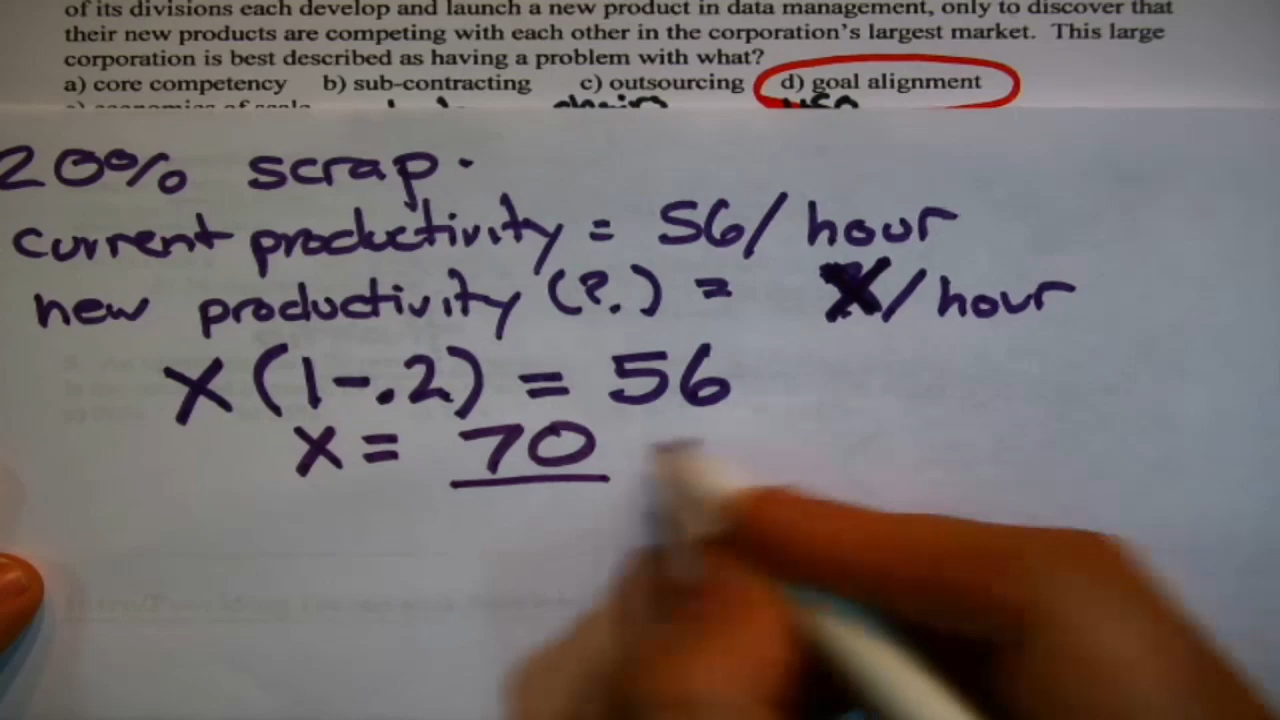 of its divisions each develop and launch a new product in data management, only to discover that
their new products are competing with each other in the corporation's largest market. This large
corporation is best described as having a problem with what?
a) core competency b) sub-contracting c) outsourcing d) goal alignment
20% scrap.
current productivity = 56/hour
new productivity (?.) = X/hour
X(1-.2) = 56
X = 70